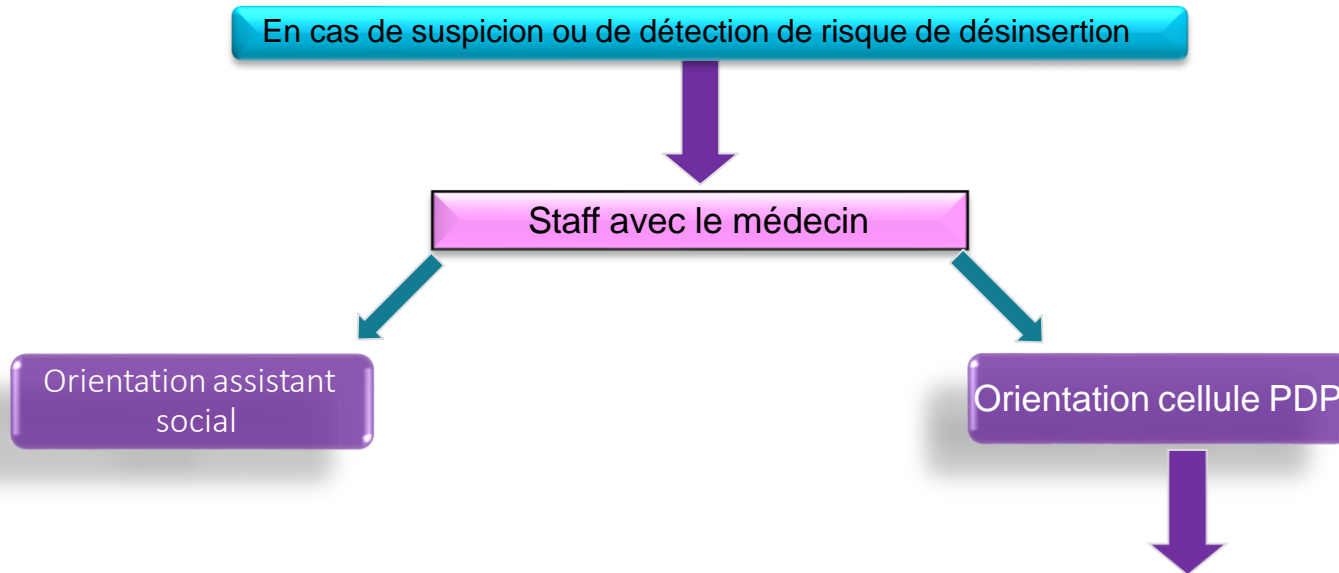 En cas de suspicion ou de détection de risque de désinsertion
Staff avec le médecin
Orientation assistant
social
Orientation cellule PDP